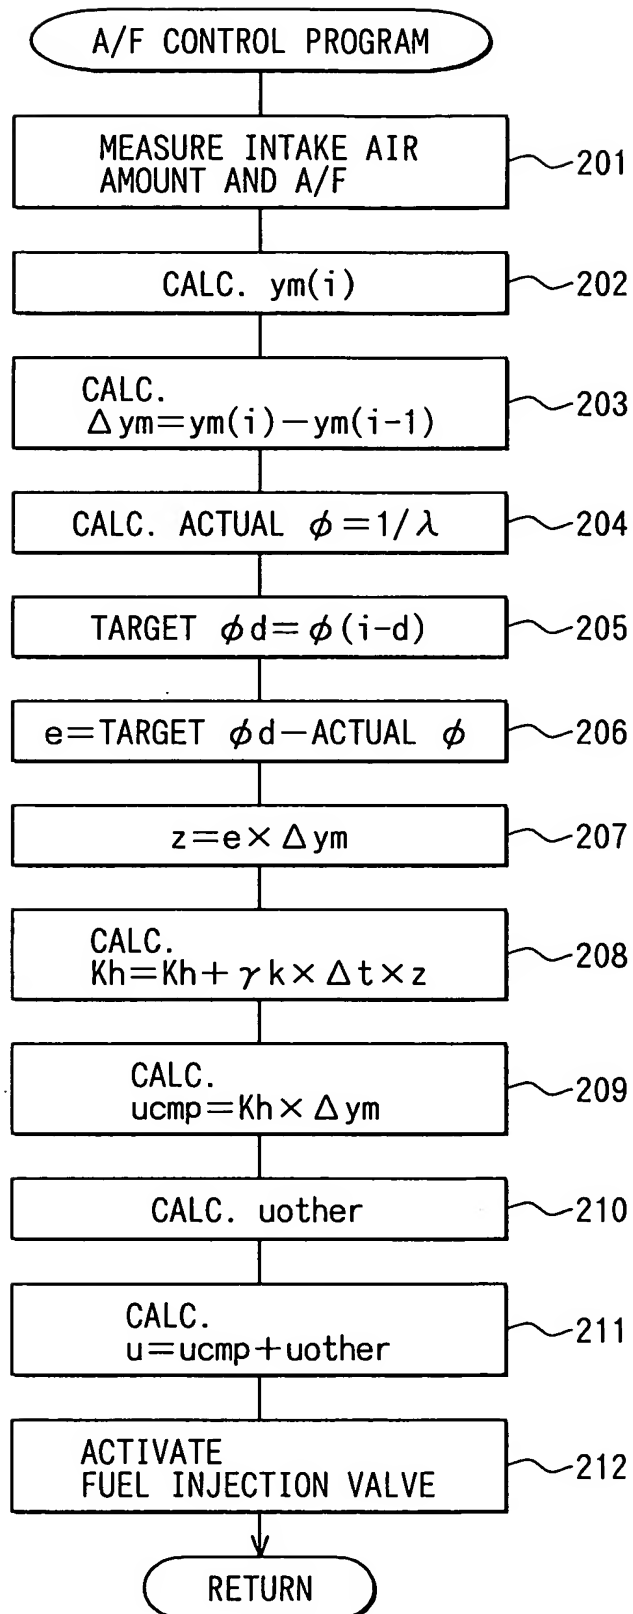 A/F CONTROL PROGRAM
MEASURE INTAKE AIR
AMOUNT AND A/F
201
CALC. ym(i)
202
CALC.
Δym=ym(i)−ym(i-1)
203
CALC. ACTUAL ϕ=1/λ
204
TARGET ϕd=ϕ(i-d)
205
e=TARGET ϕd−ACTUAL ϕ
206
z=e×Δym
207
CALC.
Kh=Kh+γk×Δt×z
208
CALC.
ucmp=Kh×Δym
209
CALC. uother
210
CALC.
u=ucmp+uother
211
ACTIVATE
FUEL INJECTION VALVE
212
RETURN